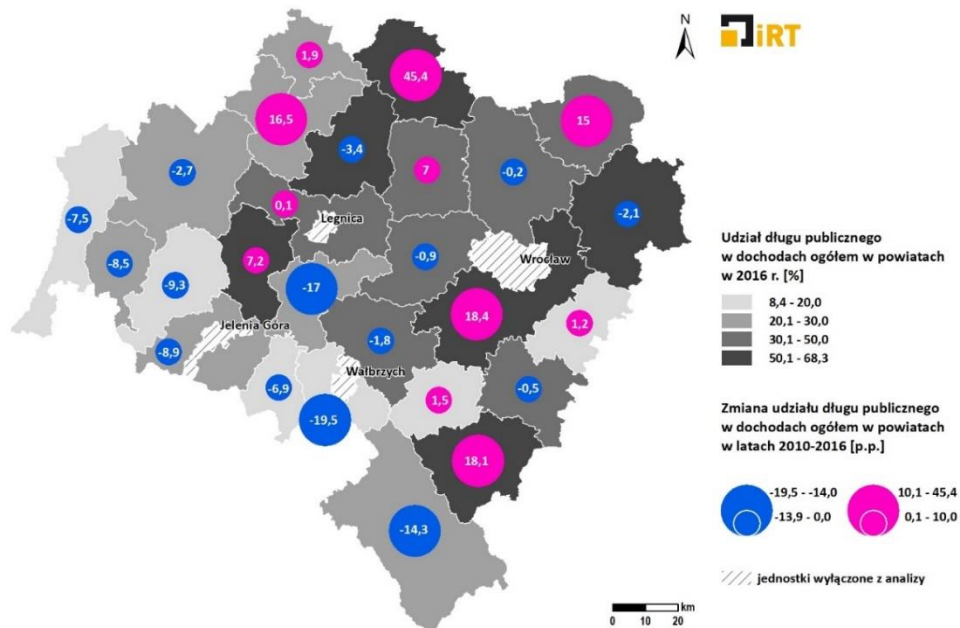 N
iRT
1,9
45,4
16,5
15
-3,4
-2,7
7
-0,2
0,1
-7,5
Legnica
-2,1
-8,5
7,2
-0,9
Wrocław
-9,3
-17
18,4
1,2
Jelenia Góra
-1,8
-8,9
Wałbrzych
-6,9
-0,5
1,5
-19,5
18,1
-14,3
Udział długu publicznego
w dochodach ogółem w powiatach
w 2016 r. [%]
8,4 - 20,0
20,1 - 30,0
30,1 - 50,0
50,1 - 68,3
Zmiana udziału długu publicznego
w dochodach ogółem w powiatach
w latach 2010-2016 [p.p.]
-19,5 - -14,0
10,1 - 45,4
-13,9 - 0,0
0,1 - 10,0
jednostki wyłączone z analizy
km
0 10 20